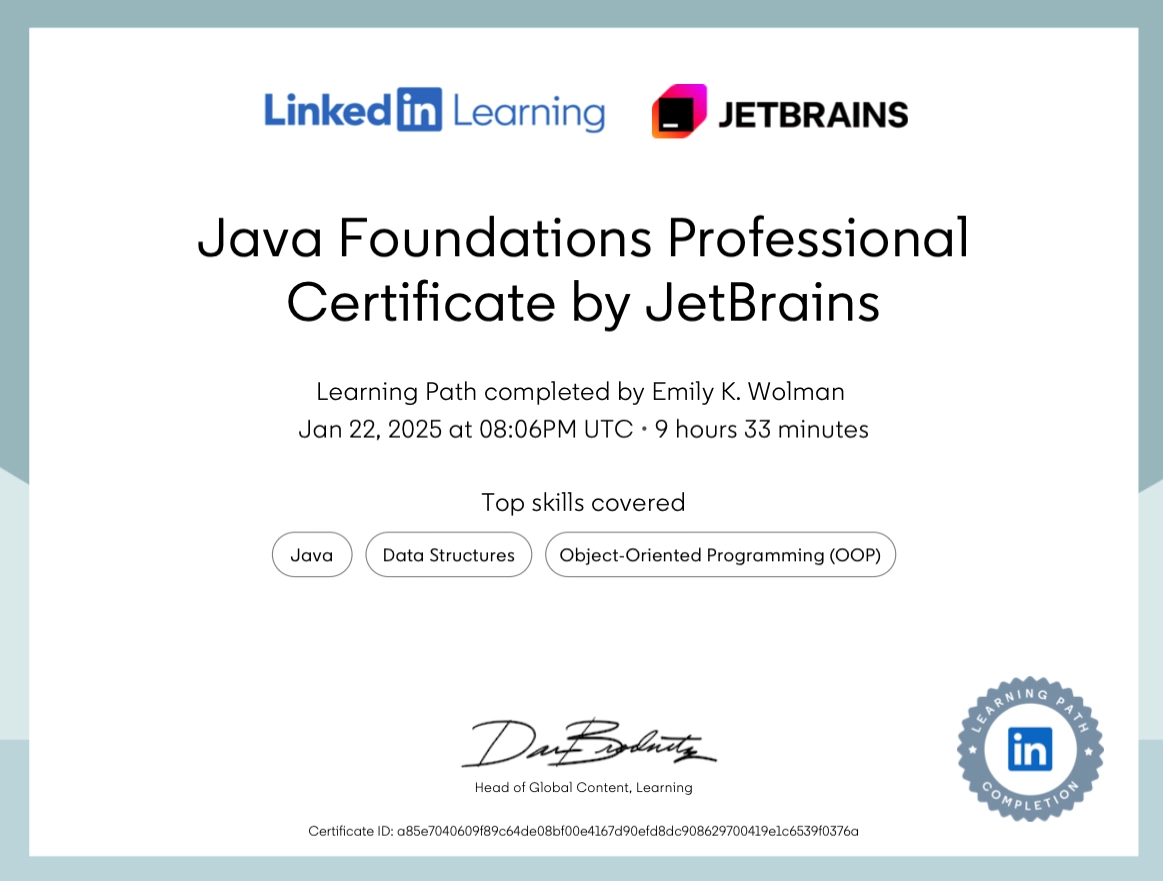 LinkedIn Learning JETBRAINS
Java Foundations Professional
Certificate by JetBrains
Learning Path completed by Emily K. Wolman
Jan 22, 2025 at 08:06PM UTC • 9 hours 33 minutes
Top skills covered
Java Data Structures Object-Oriented Programming (OOP)
Dan Brodnitz
Head of Global Content, Learning
LEARNING PATH
in
COMPLETION
Certificate ID: a85e7040609f89c64de08bf00e4167d90efd8dc908629700419e1c6539f0376a